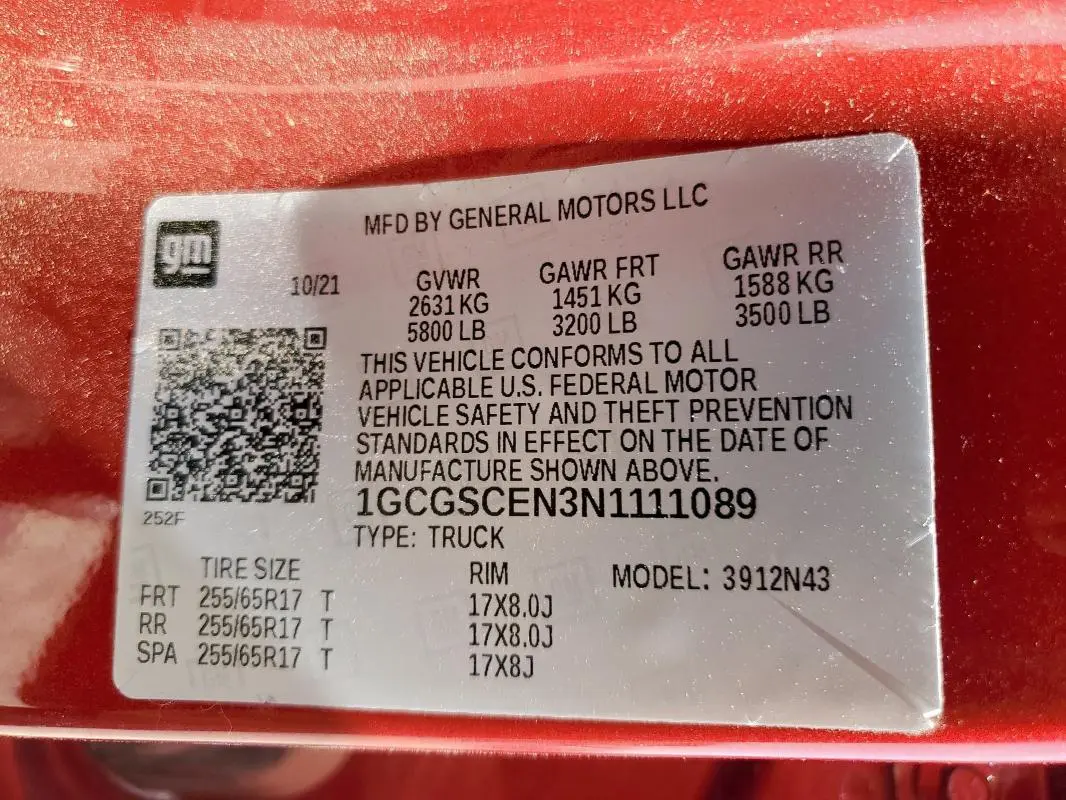 MFD BY GENERAL MOTORS LLC
gm
10/21
GVWR GAWR FRT GAWR RR
2631 KG 1451 KG 1588 KG
5800 LB 3200 LB 3500 LB
THIS VEHICLE CONFORMS TO ALL
APPLICABLE U.S. FEDERAL MOTOR
VEHICLE SAFETY AND THEFT PREVENTION
STANDARDS IN EFFECT ON THE DATE OF
MANUFACTURE SHOWN ABOVE.
1GCGSCEN3N1111089
252F
TYPE: TRUCK
TIRE SIZE RIM MODEL: 3912N43
FRT 255/65R17 T 17X8.0J
RR 255/65R17 T 17X8.0J
SPA 255/65R17 T 17X8J